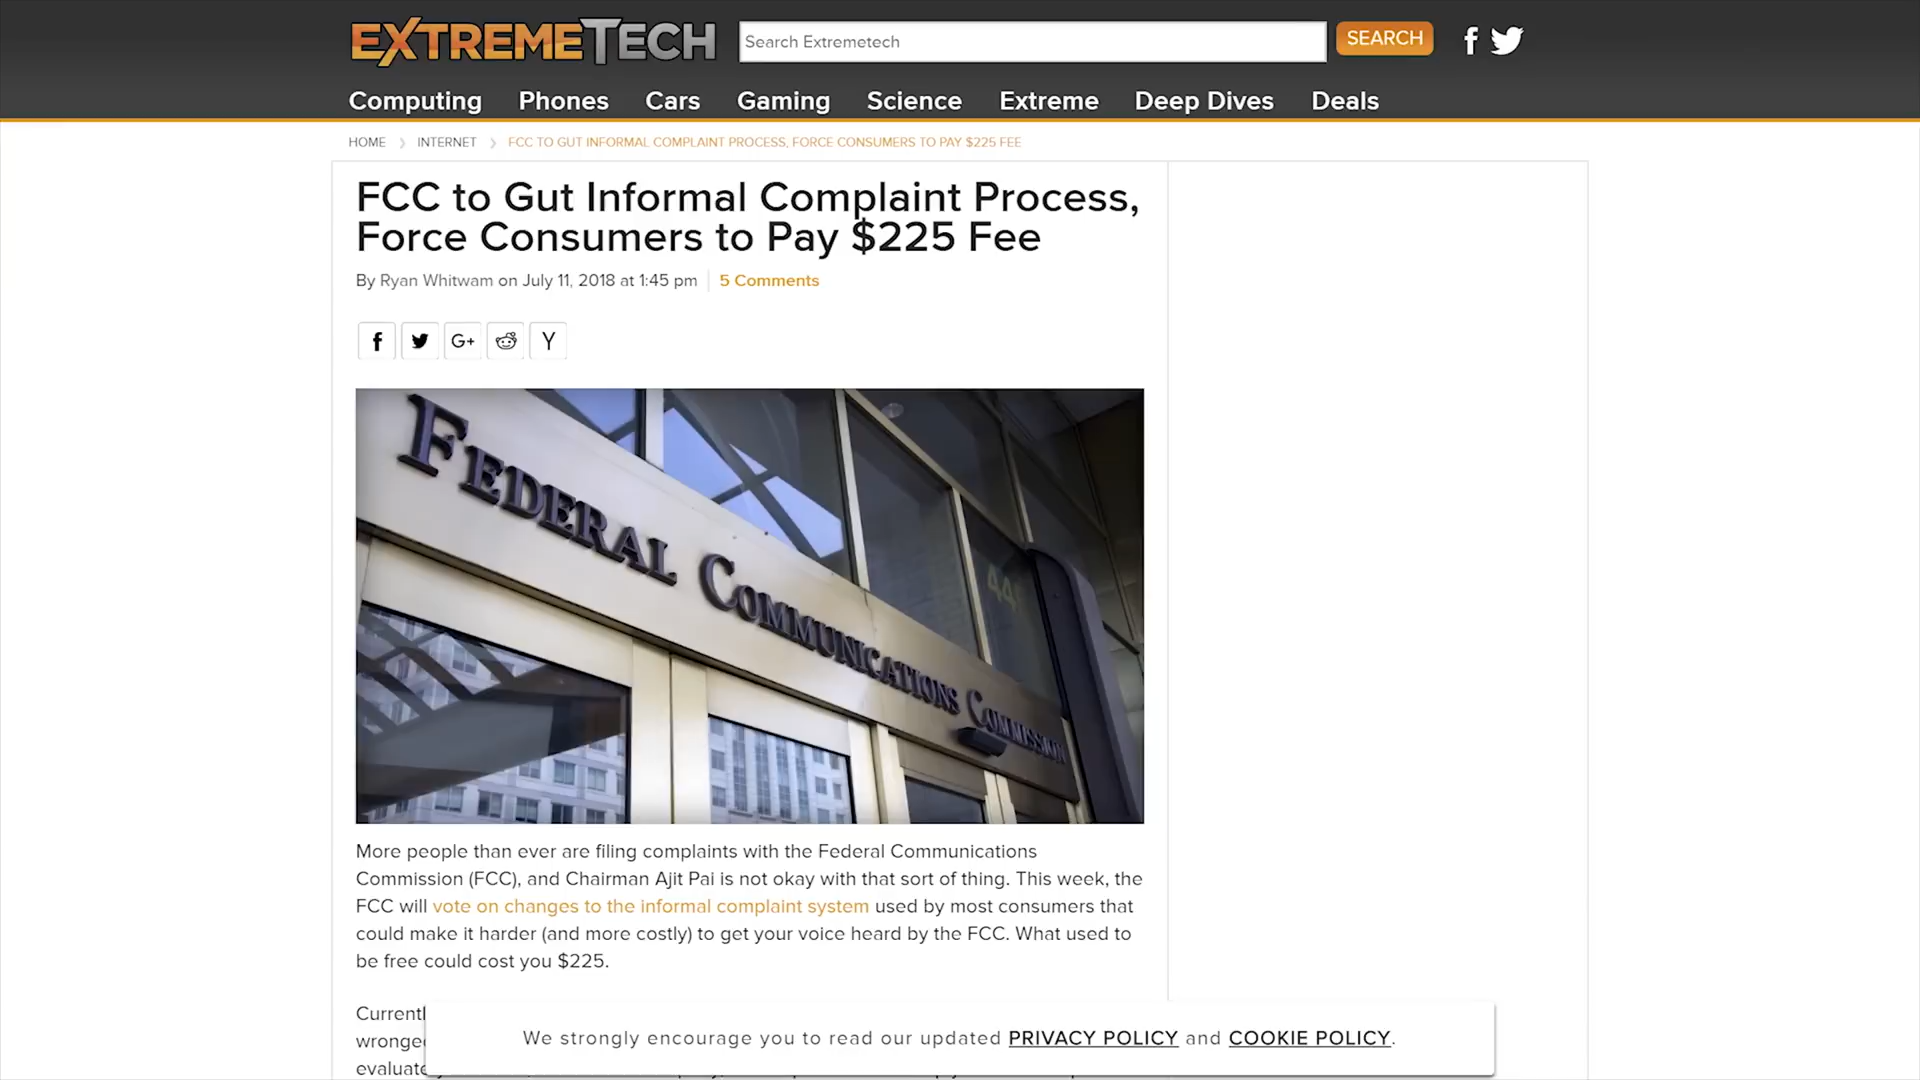 EXTREMETECH
Search Extremetech
SEARCH
Computing Phones Cars Gaming Science Extreme Deep Dives Deals
HOME INTERNET FCC TO GUT INFORMAL COMPLAINT PROCESS, FORCE CONSUMERS TO PAY $225 FEE
FCC to Gut Informal Complaint Process,
Force Consumers to Pay $225 Fee
By Ryan Whitwam on July 11, 2018 at 1:45 pm 5 Comments
G+
Y
FEDERAL COMMUNICATIONS COMMISSION
More people than ever are filing complaints with the Federal Communications
Commission (FCC), and Chairman Ajit Pai is not okay with that sort of thing. This week, the
FCC will vote on changes to the informal complaint system used by most consumers that
could make it harder (and more costly) to get your voice heard by the FCC. What used to
be free could cost you $225.
We strongly encourage you to read our updated PRIVACY POLICY and COOKIE POLICY.